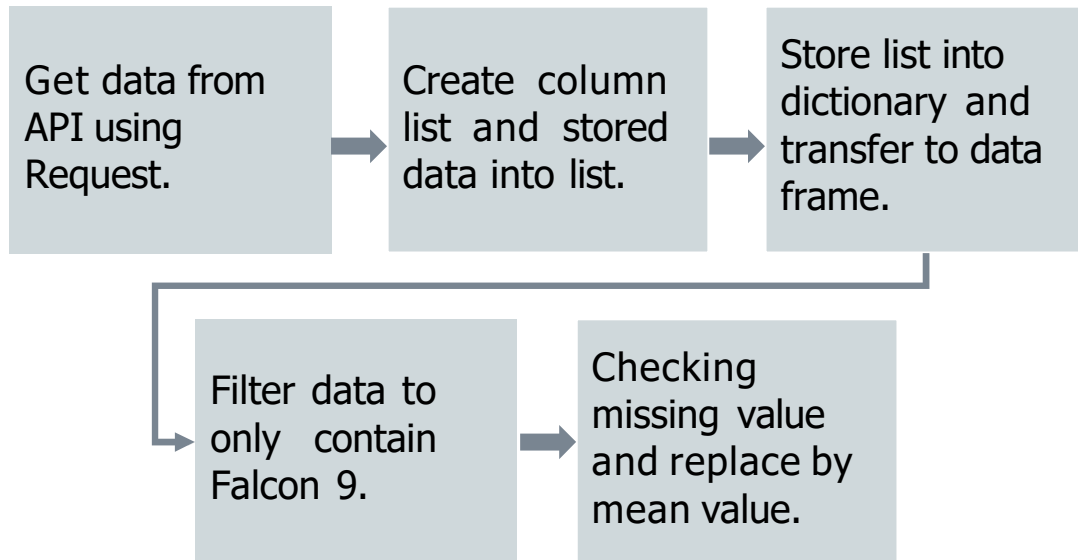 Get data from
API using
Request.
Create column
list and stored
data into list.
Store list into
dictionary and
transfer to data
frame.
Filter data to
only contain
Falcon 9.
Checking
missing value
and replace by
mean value.